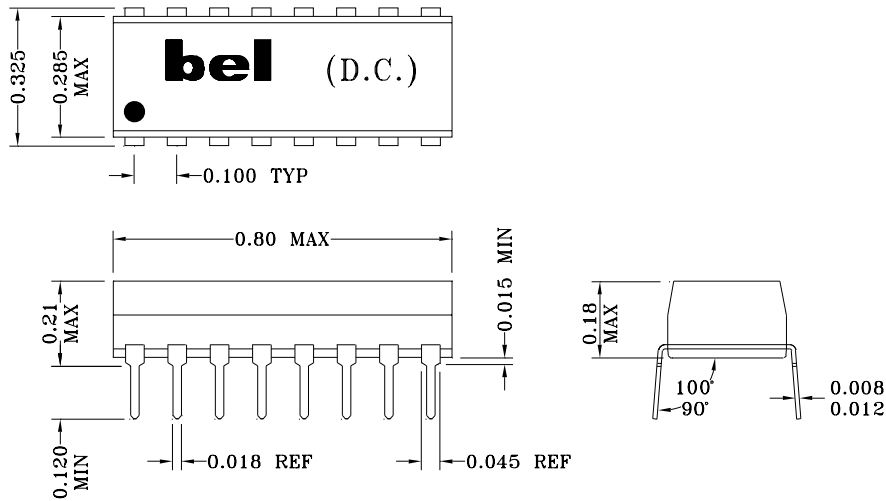 0.325
0.285
MAX
bel
(D.C.)
0.100 TYP
0.80 MAX
0.015 MIN
0.21
MAX
0.18
MAX
100°
90°
0.008
0.012
0.120
MIN
0.018 REF
0.045 REF